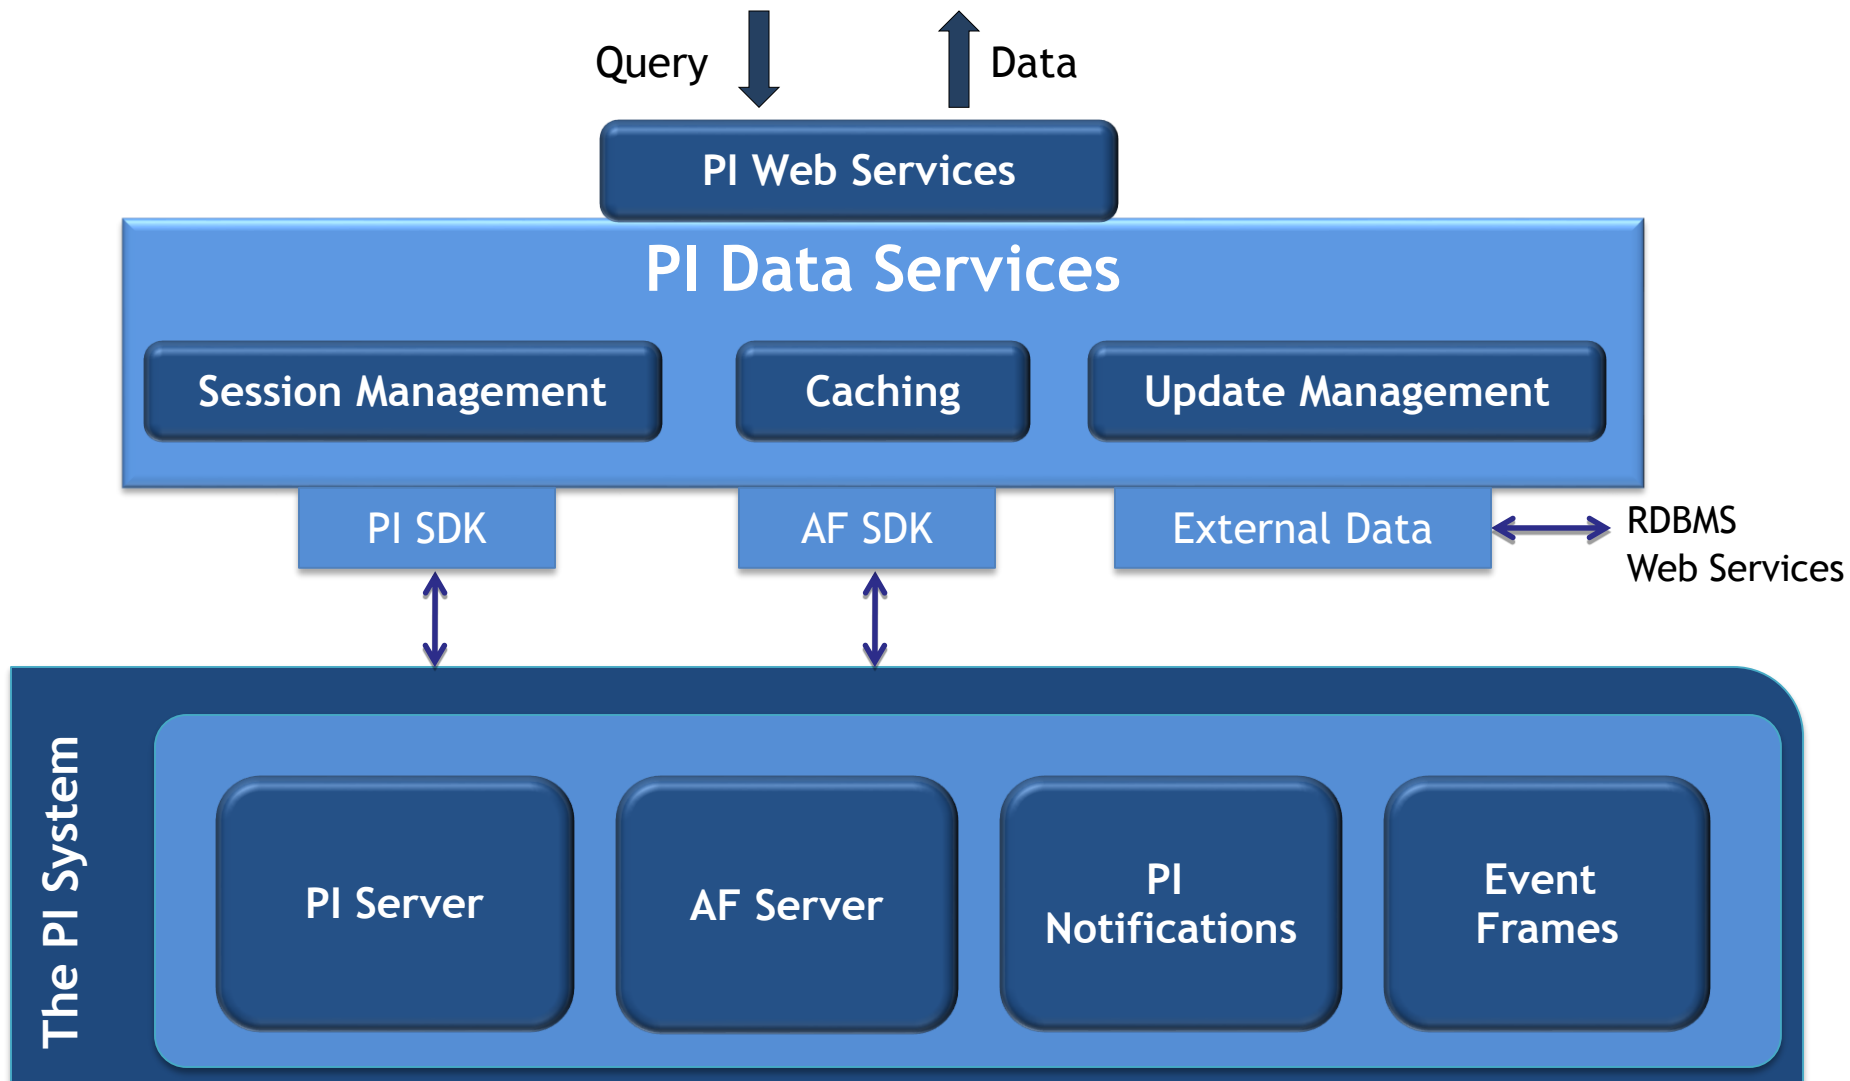 Query
Data
PI Web Services
PI Data Services
Session Management
Caching
Update Management
PI SDK
AF SDK
External Data
RDBMS
Web Services
The PI System
PI Server
AF Server
PI
Notifications
Event
Frames